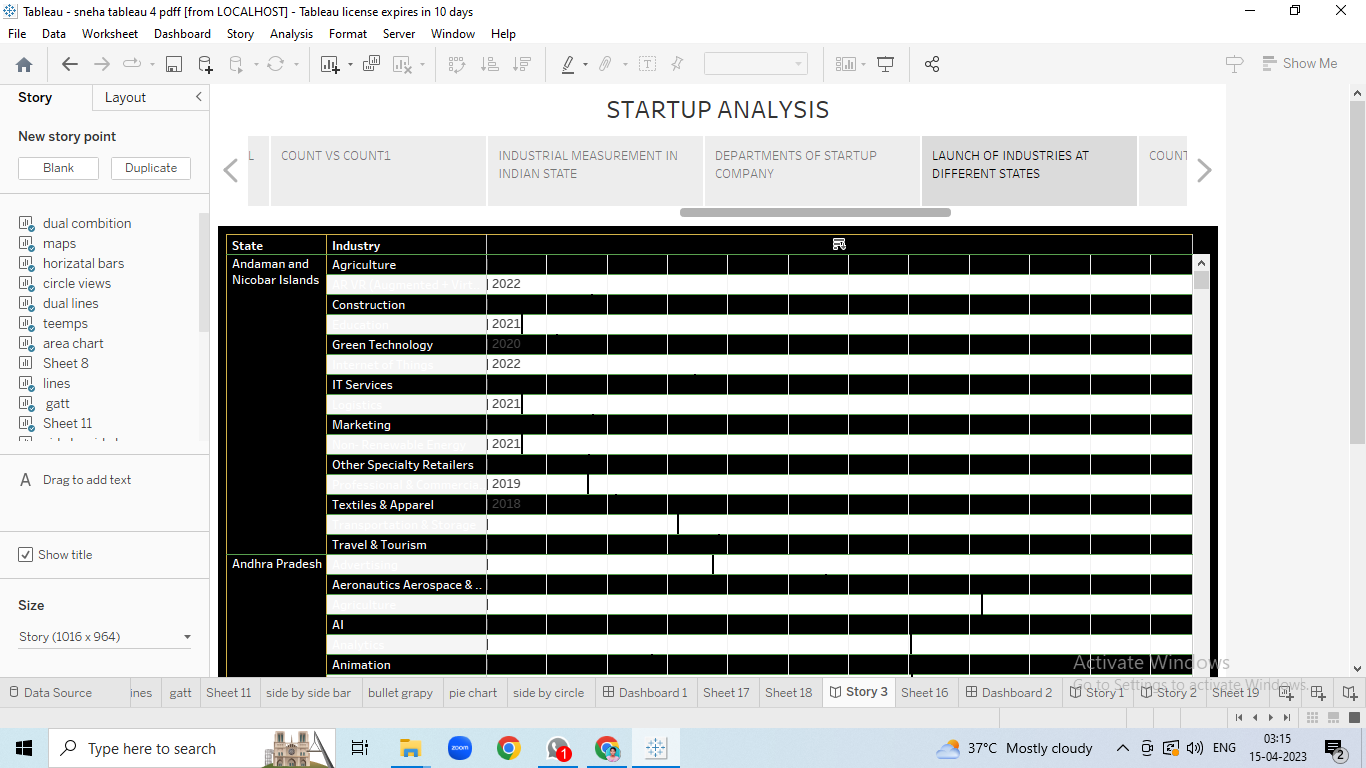 Tableau - sneha tableau 4 pdff [from LOCALHOST] - Tableau license expires in 10 days
File Data Worksheet Dashboard Story Analysis Format Server Window Help
Show Me
Story Layout
New story point
Blank Duplicate
dual combition
maps
horizatal bars
circle views
dual lines
teemps
area chart
Sheet 8
lines
gatt
Sheet 11
A Drag to add text
Show title
Size
Story (1016 x 964)
STARTUP ANALYSIS
L
COUNT VS COUNT1
INDUSTRIAL MEASUREMENT IN
INDIAN STATE
DEPARTMENTS OF STARTUP
COMPANY
LAUNCH OF INDUSTRIES AT
DIFFERENT STATES
COUNT
State Industry
Andaman and
Nicobar Islands
Agriculture
AR VR (Augmented + Virt.. 2022
Construction
Education 2021
Green Technology 2020
2022
IT Services
2021
Marketing
Non- Renewable Energy 2021
Other Specialty Retailers
Professional & Commercia.. 2019
Textiles & Apparel 2018
Transportation & Storage
Travel & Tourism
Andhra Pradesh
Advertising
Aeronautics Aerospace & ..
Agriculture
AI
Analytics
Animation
Activate Windows
Go to Settings to activate Windows.
Data Source ines gatt Sheet 11 side by side bar bullet grapy pie chart side by circle Dashboard 1 Sheet 17 Sheet 18 Story 3 Sheet 16 Dashboard 2 Story 1 Story 2 Sheet 19
Type here to search
zoom
1
37°C Mostly cloudy
ENG
03:15
15-04-2023
2